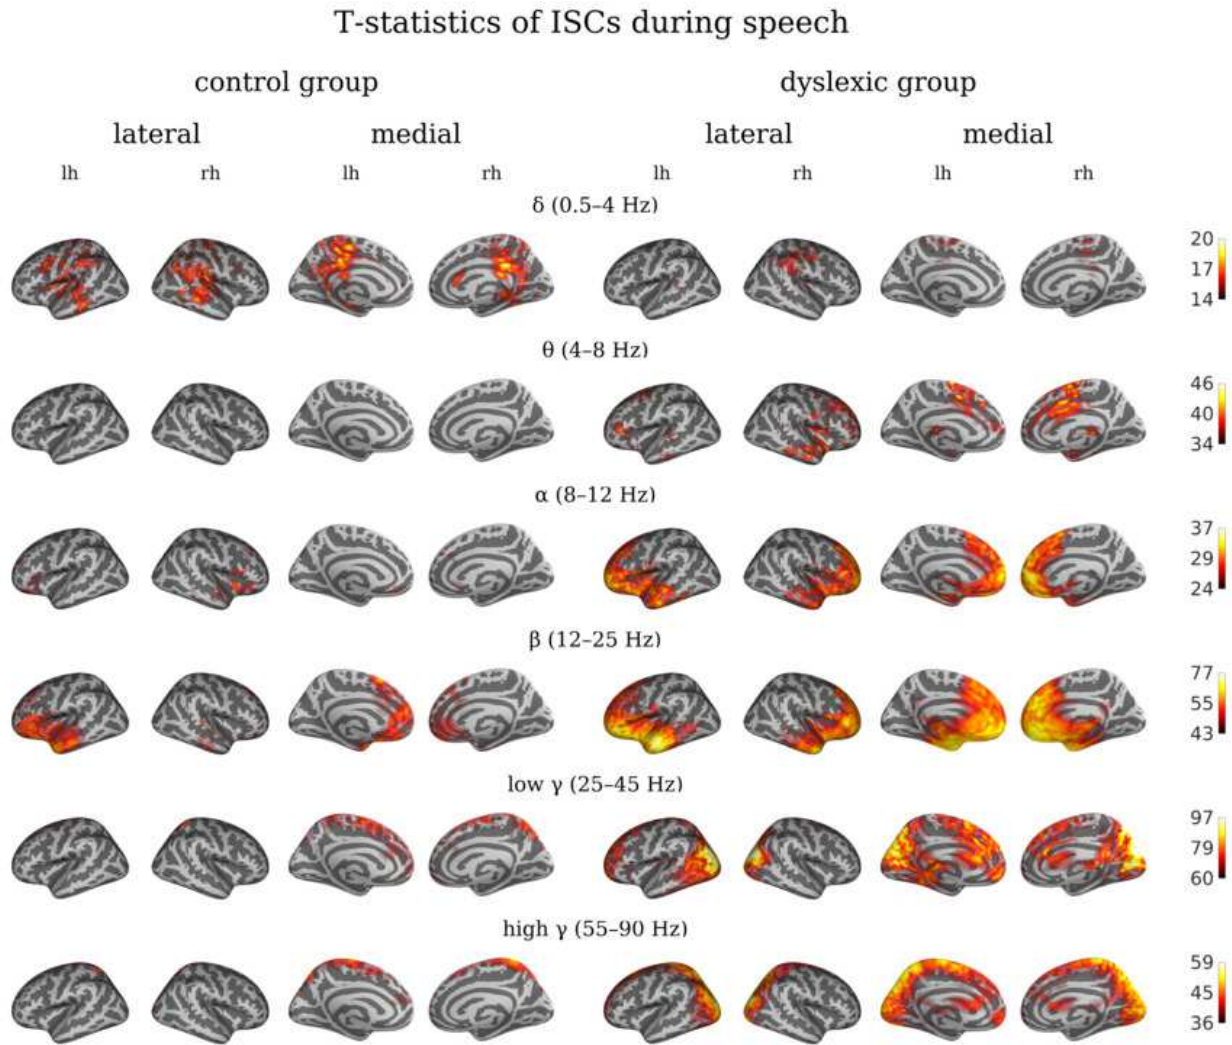 T-statistics of ISCs during speech
control group dyslexic group
lateral medial lateral medial
lh rh lh rh lh rh lh rh
δ (0.5–4 Hz)
20
17
14
θ (4–8 Hz)
46
40
34
α (8–12 Hz)
37
29
24
β (12–25 Hz)
77
55
43
low γ (25–45 Hz)
97
79
60
high γ (55–90 Hz)
59
45
36